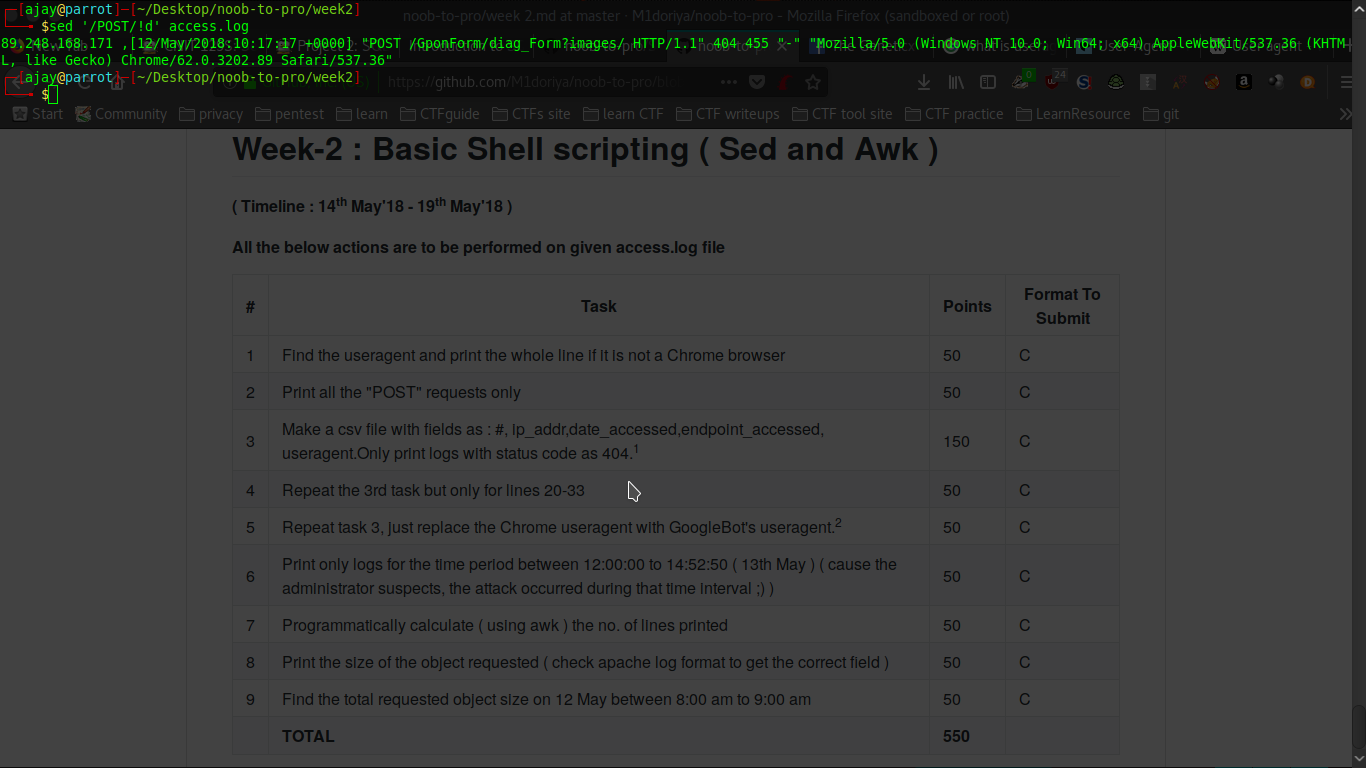 [ajay@parrot]─[~/Desktop/noob-to-pro/week2]
$sed '/POST/!d' access.log
89.248.168.171 ,[12/May/2018:10:17:17 +0000] "POST /GponForm/diag_Form?images/ HTTP/1.1" 404 455 "-" "Mozilla/5.0 (Windows NT 10.0; Win64; x64) AppleWebKit/537.36 (KHTM
L, like Gecko) Chrome/62.0.3202.89 Safari/537.36"
[ajay@parrot]─[~/Desktop/noob-to-pro/week2]
$
noob-to-pro/week 2.md at master · M1doriya/noob-to-pro - Mozilla Firefox (sandboxed or root)
https://github.com/M1doriya/noob-to-pro/bl
0 24
Start Community privacy pentest learn CTFguide CTFs site learn CTF CTF writeups CTF tool site CTF practice LearnResource git
Week-2 : Basic Shell scripting ( Sed and Awk )
( Timeline : 14th May'18 - 19th May'18 )
All the below actions are to be performed on given access.log file
# Task Points Format To
Submit
1 Find the useragent and print the whole line if it is not a Chrome browser 50 C
2 Print all the "POST" requests only 50 C
3 Make a csv file with fields as : #, ip_addr,date_accessed,endpoint_accessed,
useragent.Only print logs with status code as 404.1 150 C
4 Repeat the 3rd task but only for lines 20-33 50 C
5 Repeat task 3, just replace the Chrome useragent with GoogleBot's useragent.2 50 C
6 Print only logs for the time period between 12:00:00 to 14:52:50 ( 13th May ) ( cause the
administrator suspects, the attack occurred during that time interval ;) ) 50 C
7 Programmatically calculate ( using awk ) the no. of lines printed 50 C
8 Print the size of the object requested ( check apache log format to get the correct field ) 50 C
9 Find the total requested object size on 12 May between 8:00 am to 9:00 am 50 C
TOTAL 550